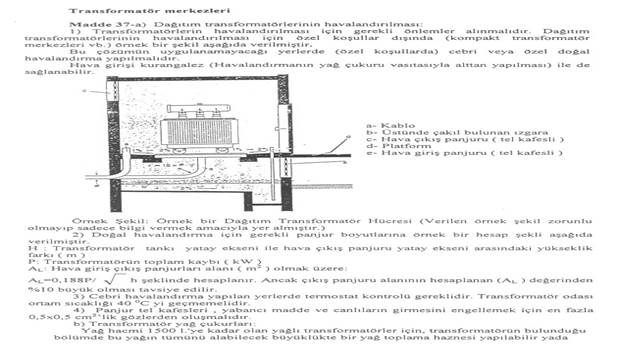 Transformatör merkezleri
Madde 37-a) Dağıtım transformatörlerinin havalandırılması:
1) Transformatörlerin havalandırılması için gerekli önlemler alınmalıdır. Dağıtım
transformatörlerinin havalandırılması için özel koşullar dışında (kompakt transformatör
merkezleri vb.) örnek bir şekil aşağıda verilmiştir.
Bu çözümün uygulanamayacağı yerlerde (özel koşullarda) cebri veya özel doğal
havalandırma yapılmalıdır.
Hava girişi kurangalez (Havalandırmanın yağ çukuru vasıtasıyla alttan yapılması) ile de
sağlanabilir.
a- Kablo
b- Üstünde çakıl bulunan ızgara
c- Hava çıkış panjuru ( tel kafesli )
d- Platform
e- Hava giriş panjuru ( tel kafesli )
Örnek Şekil: Örnek bir Dağıtım Transformatör Hücresi (Verilen örnek şekil zorunlu
olmayıp sadece bilgi vermek amacıyla yer almıştır.)
2) Doğal havalandırma için gerekli panjur boyutlarına örnek bir hesap şekli aşağıda
verilmiştir.
H : Transformatör tankı yatay ekseni ile hava çıkış panjuru yatay ekseni arasındaki yükseklik
farkı ( m )
P: Transformatörün toplam kaybı ( kW )
AL: Hava giriş çıkış panjurları alanı ( m² ) olmak üzere:
AL=0,188P/ √ h şeklinde hesaplanır. Ancak çıkış panjuru alanının hesaplanan (AL ) değerinden
%10 büyük olması tavsiye edilir.
3) Cebri havalandırma yapılan yerlerde termostat kontrolü gereklidir. Transformatör odası
ortam sıcaklığı 40 °C yi geçmemelidir.
4) Panjur tel kafesleri , yabancı madde ve canlıların girmesini engellemek için en fazla
0,5x0,5 cm²'lik gözlerden oluşmalıdır.
b) Transformatör yağ çukurları:
Yağ hacmi 1500 l.'ye kadar olan yağlı transformatörler için, transformatörün bulunduğu
bölümde bu yağın tümünü alabilecek büyüklükte bir yağ toplama haznesi yapılabilir yada